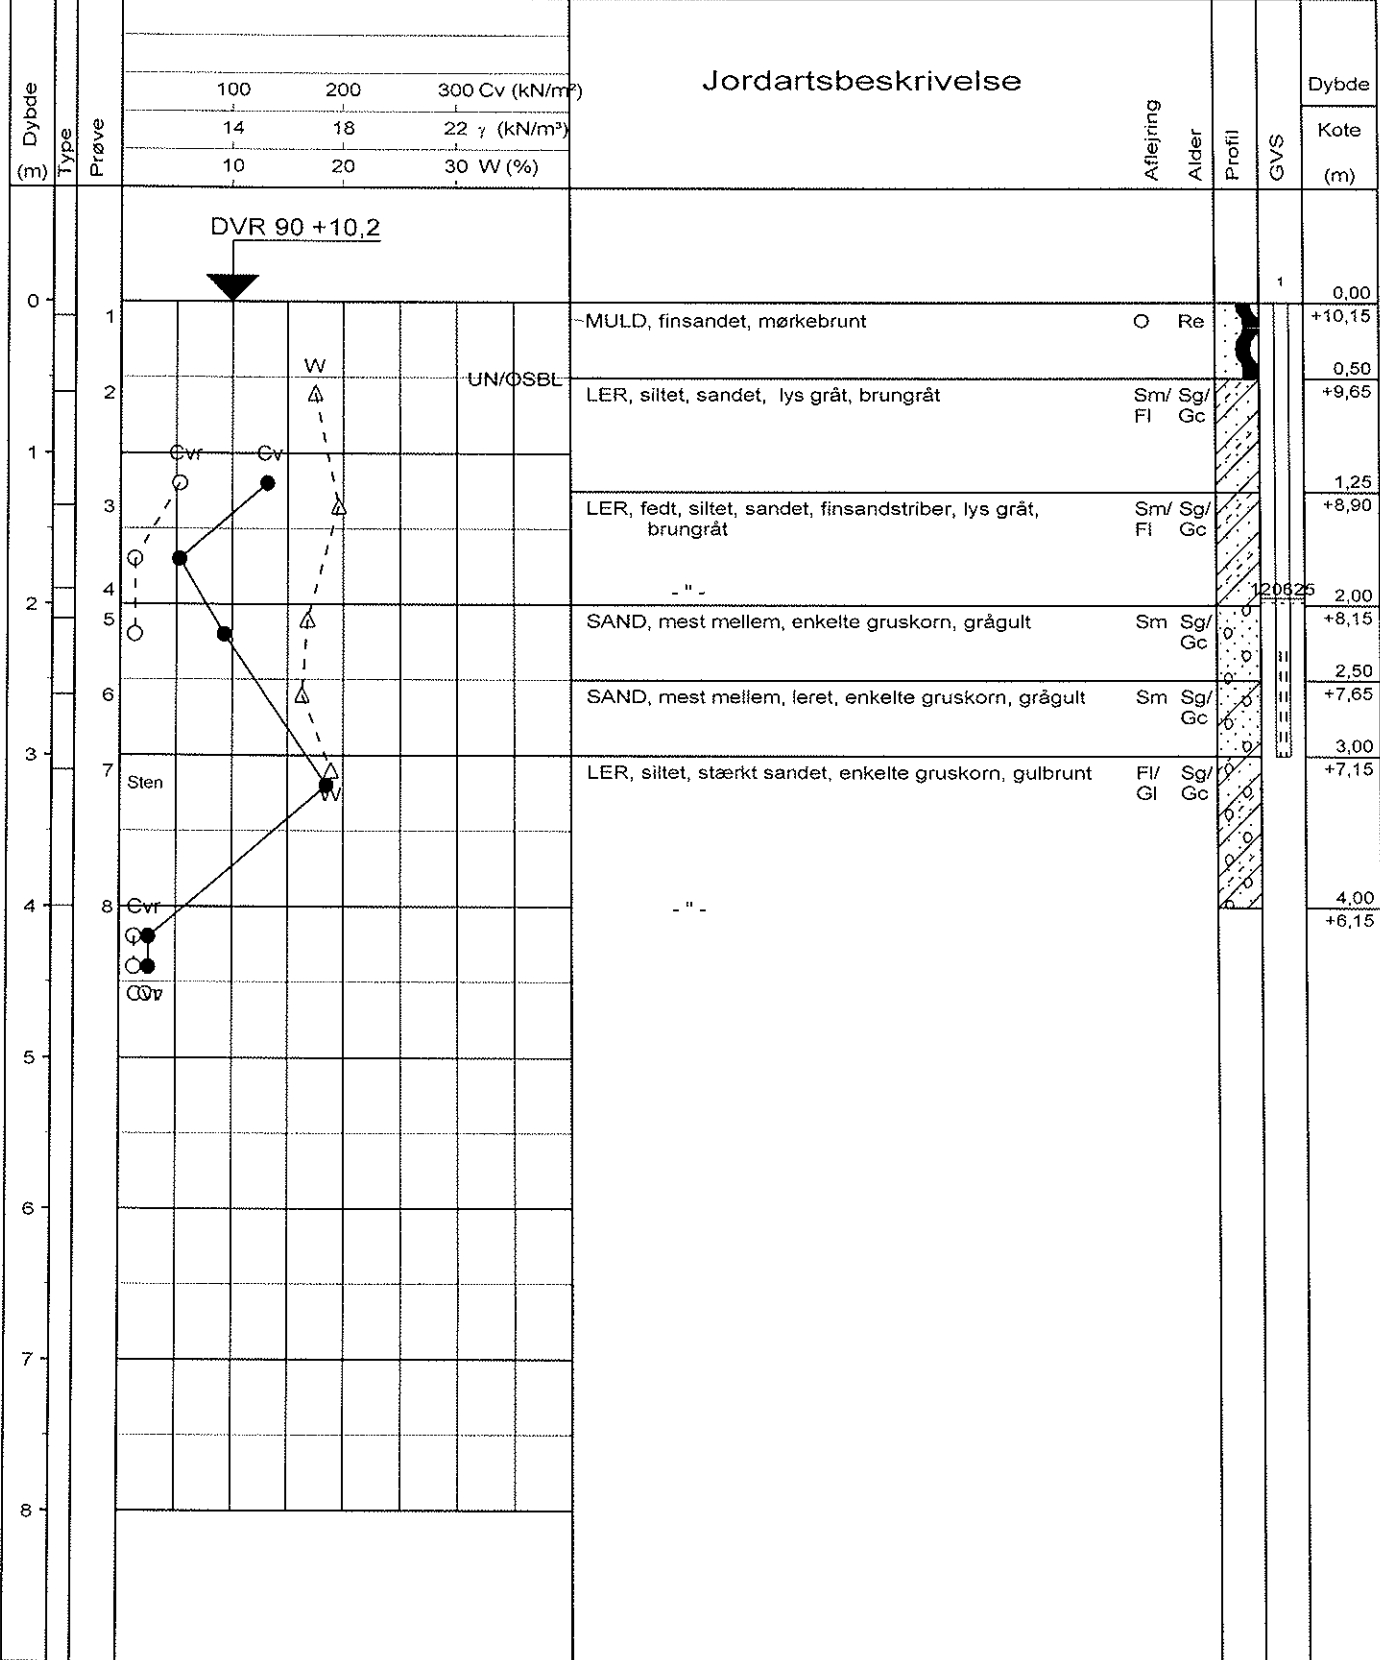 Dybde
(m)
Type
Prøve
100 200 300 Cv (kN/m²)
14 18 22 γ (kN/m³)
10 20 30 W (%)
Jordartsbeskrivelse
Aflejring
Alder
Profil
GVS
Dybde
Kote
(m)
DVR 90 +10,2
1
0 0,00
1 MULD, finsandet, mørkebrunt O Re +10,15
W
UN/OSBL 0,50
2 LER, siltet, sandet, lys gråt, brungråt Sm/ Sg/ +9,65
Fl Gc
1 Cvr Cv
1,25
3 LER, fedt, siltet, sandet, finsandstriber, lys gråt, Sm/ Sg/ +8,90
brungråt Fl Gc
4 - " - 120625
2 2,00
5 SAND, mest mellem, enkelte gruskorn, grågult Sm Sg/ +8,15
Gc
2,50
6 SAND, mest mellem, leret, enkelte gruskorn, grågult Sm Sg/ +7,65
Gc
3 3,00
7 LER, siltet, stærkt sandet, enkelte gruskorn, gulbrunt Fl/ Sg/ +7,15
Sten Gl Gc
W
4 8 Cvr - " - 4,00
+6,15
5
6
7
8